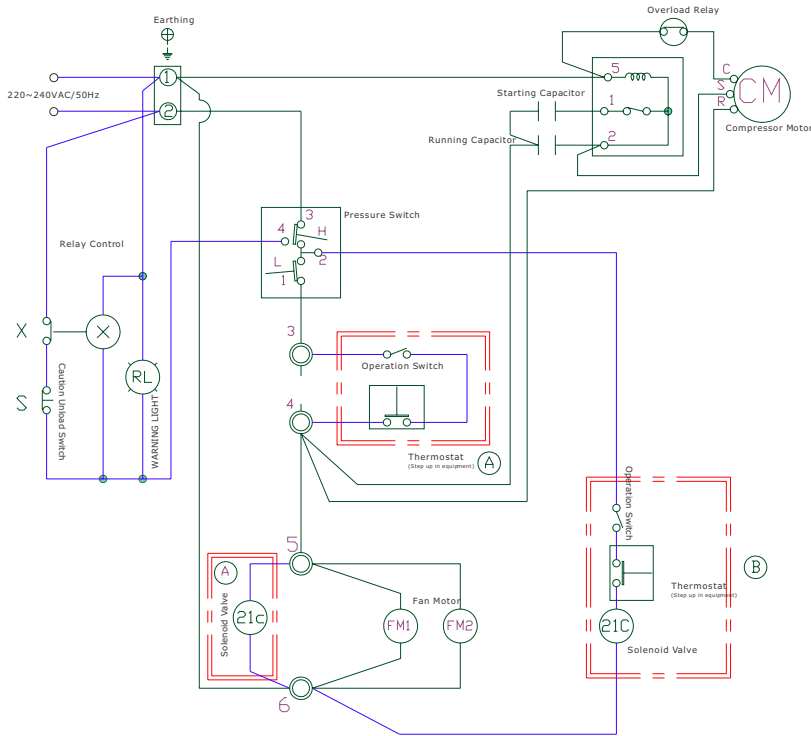 Earthing
220~240VAC/50Hz
1
2
Overload Relay
5
Starting Capacitor
1
Running Capacitor
2
C
S
R
CM
Compressor Motor
Relay Control
Pressure Switch
3
4
H
2
L
1
X
X
S
Caution Unload Switch
RL
WARNING LIGHT
3
Operation Switch
4
Thermostat
(Step up in equipment)
A
5
A
Solenoid Valve
21c
Fan Motor
FM1
FM2
6
Operation Switch
Thermostat
(Step up in equipment)
B
21C
Solenoid Valve